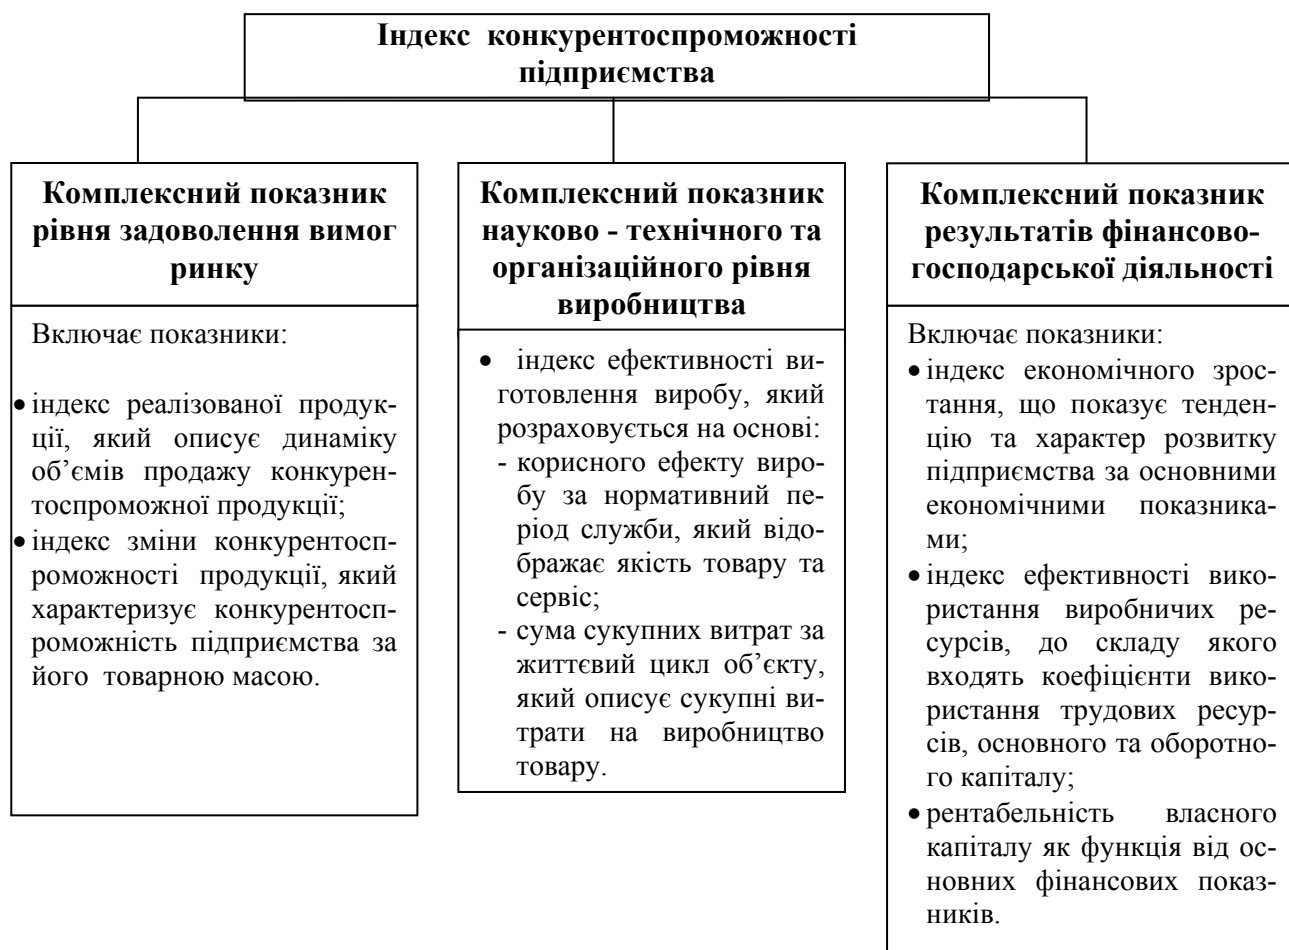 Індекс конкурентоспроможності
підприємства
Комплексний показник
рівня задоволення вимог
ринку
Включає показники:
• індекс реалізованої продук-
ції, який описує динаміку
об’ємів продажу конкурен-
тоспроможної продукції;
• індекс зміни конкурентосп-
роможності продукції, який
характеризує конкурентосп-
роможність підприємства за
його товарною масою.
Комплексний показник
науково - технічного та
організаційного рівня
виробництва
• індекс ефективності ви-
готовлення виробу, який
розраховується на основі:
- корисного ефекту виро-
бу за нормативний пе-
ріод служби, який відо-
бражає якість товару та
сервіс;
- сума сукупних витрат за
життєвий цикл об’єкту,
який описує сукупні ви-
трати на виробництво
товару.
Комплексний показник
результатів фінансово-
господарської діяльності
Включає показники:
• індекс економічного зрос-
тання, що показує тенден-
цію та характер розвитку
підприємства за основними
економічними показника-
ми;
• індекс ефективності вико-
ристання виробничих ре-
сурсів, до складу якого
входять коефіцієнти вико-
ристання трудових ресур-
сів, основного та оборотно-
го капіталу;
• рентабельність власного
капіталу як функція від ос-
новних фінансових показ-
ників.